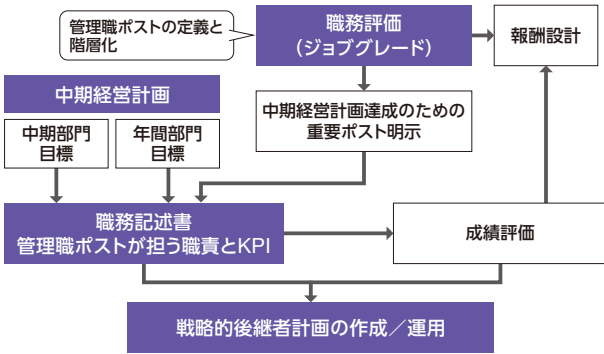 管理職ポストの定義と
階層化
職務評価
（ジョブグレード）
報酬設計
中期経営計画
中期経営計画達成のための
重要ポスト明示
中期部門
目標
年間部門
目標
職務記述書
管理職ポストが担う職責とKPI
成績評価
戦略的後継者計画の作成／運用